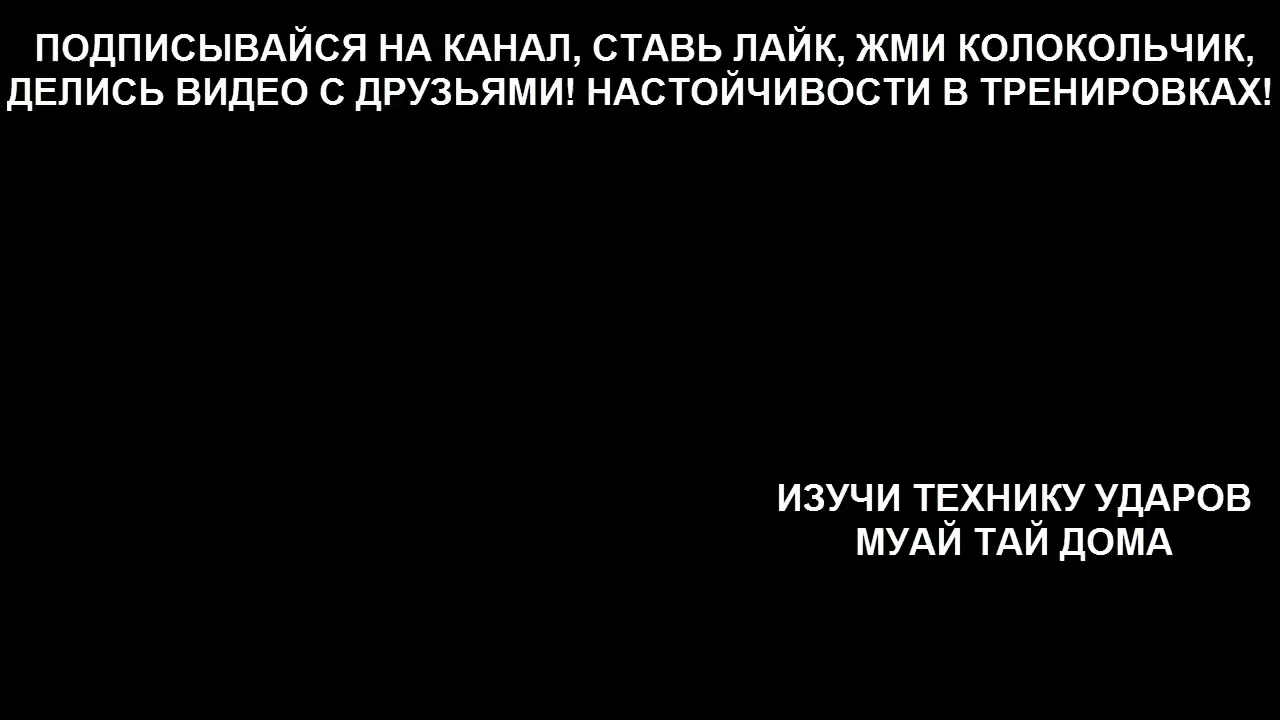 ПОДПИСЫВАЙСЯ НА КАНАЛ, СТАВЬ ЛАЙК, ЖМИ КОЛОКОЛЬЧИК,
ДЕЛИСЬ ВИДЕО С ДРУЗЬЯМИ! НАСТОЙЧИВОСТИ В ТРЕНИРОВКАХ!
ИЗУЧИ ТЕХНИКУ УДАРОВ
МУАЙ ТАЙ ДОМА